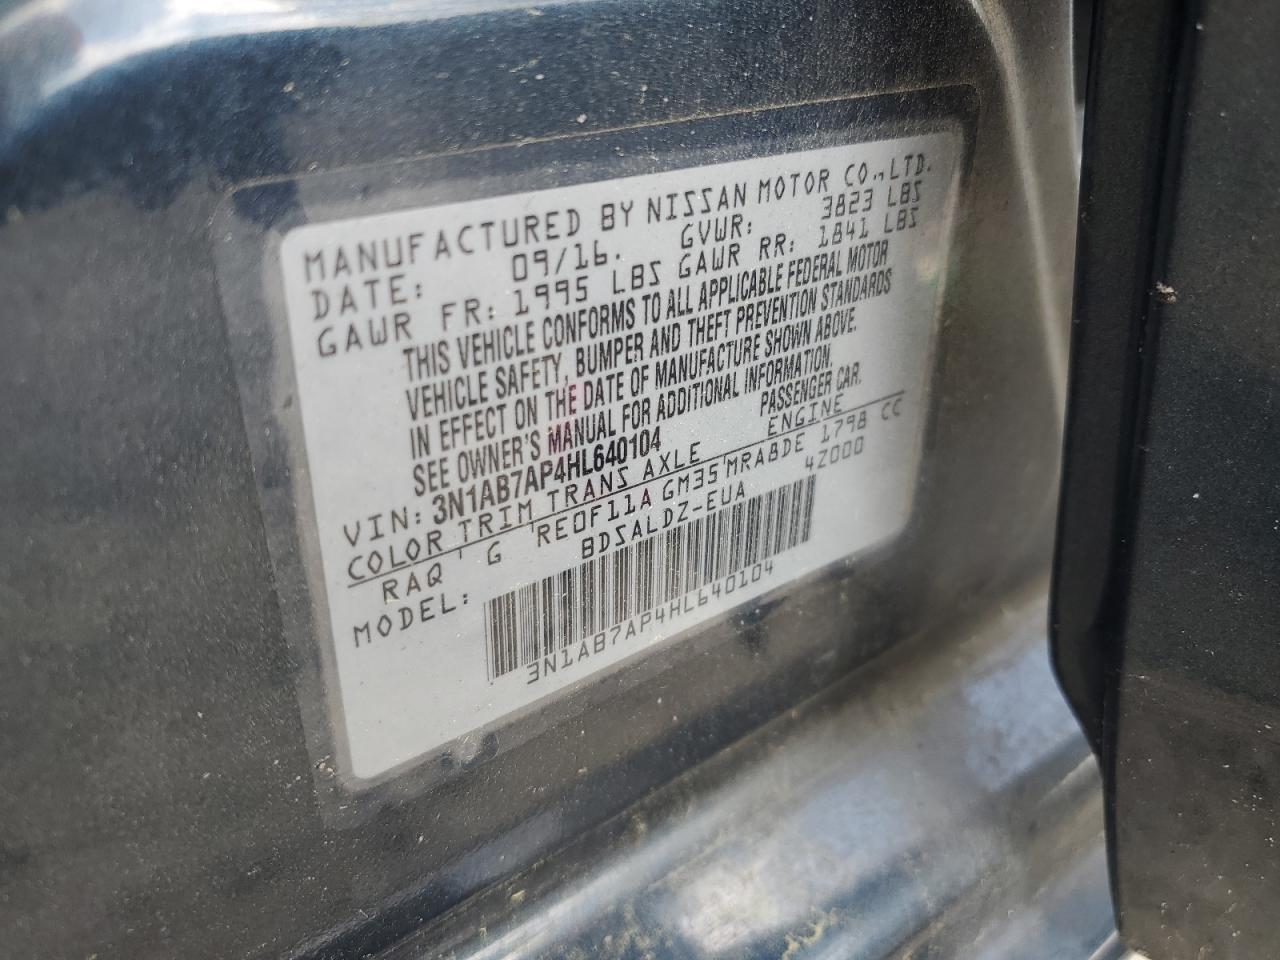 MANUFACTURED BY NISSAN MOTOR CO.,LTD.
DATE: 09/16. GVWR: 3823 LBS
GAWR FR: 1995 LBS GAWR RR: 1841 LBS
THIS VEHICLE CONFORMS TO ALL APPLICABLE FEDERAL MOTOR
VEHICLE SAFETY, BUMPER AND THEFT PREVENTION STANDARDS
IN EFFECT ON THE DATE OF MANUFACTURE SHOWN ABOVE.
SEE OWNER'S MANUAL FOR ADDITIONAL INFORMATION.
VIN: 3N1AB7AP4HL640104 PASSENGER CAR.
COLOR TRIM TRANS AXLE ENGINE
RAQ G RE0F11A GM35 MRA8DE 1798 CC
MODEL: BDSALDZ-EUA 4Z000
3N1AB7AP4HL640104